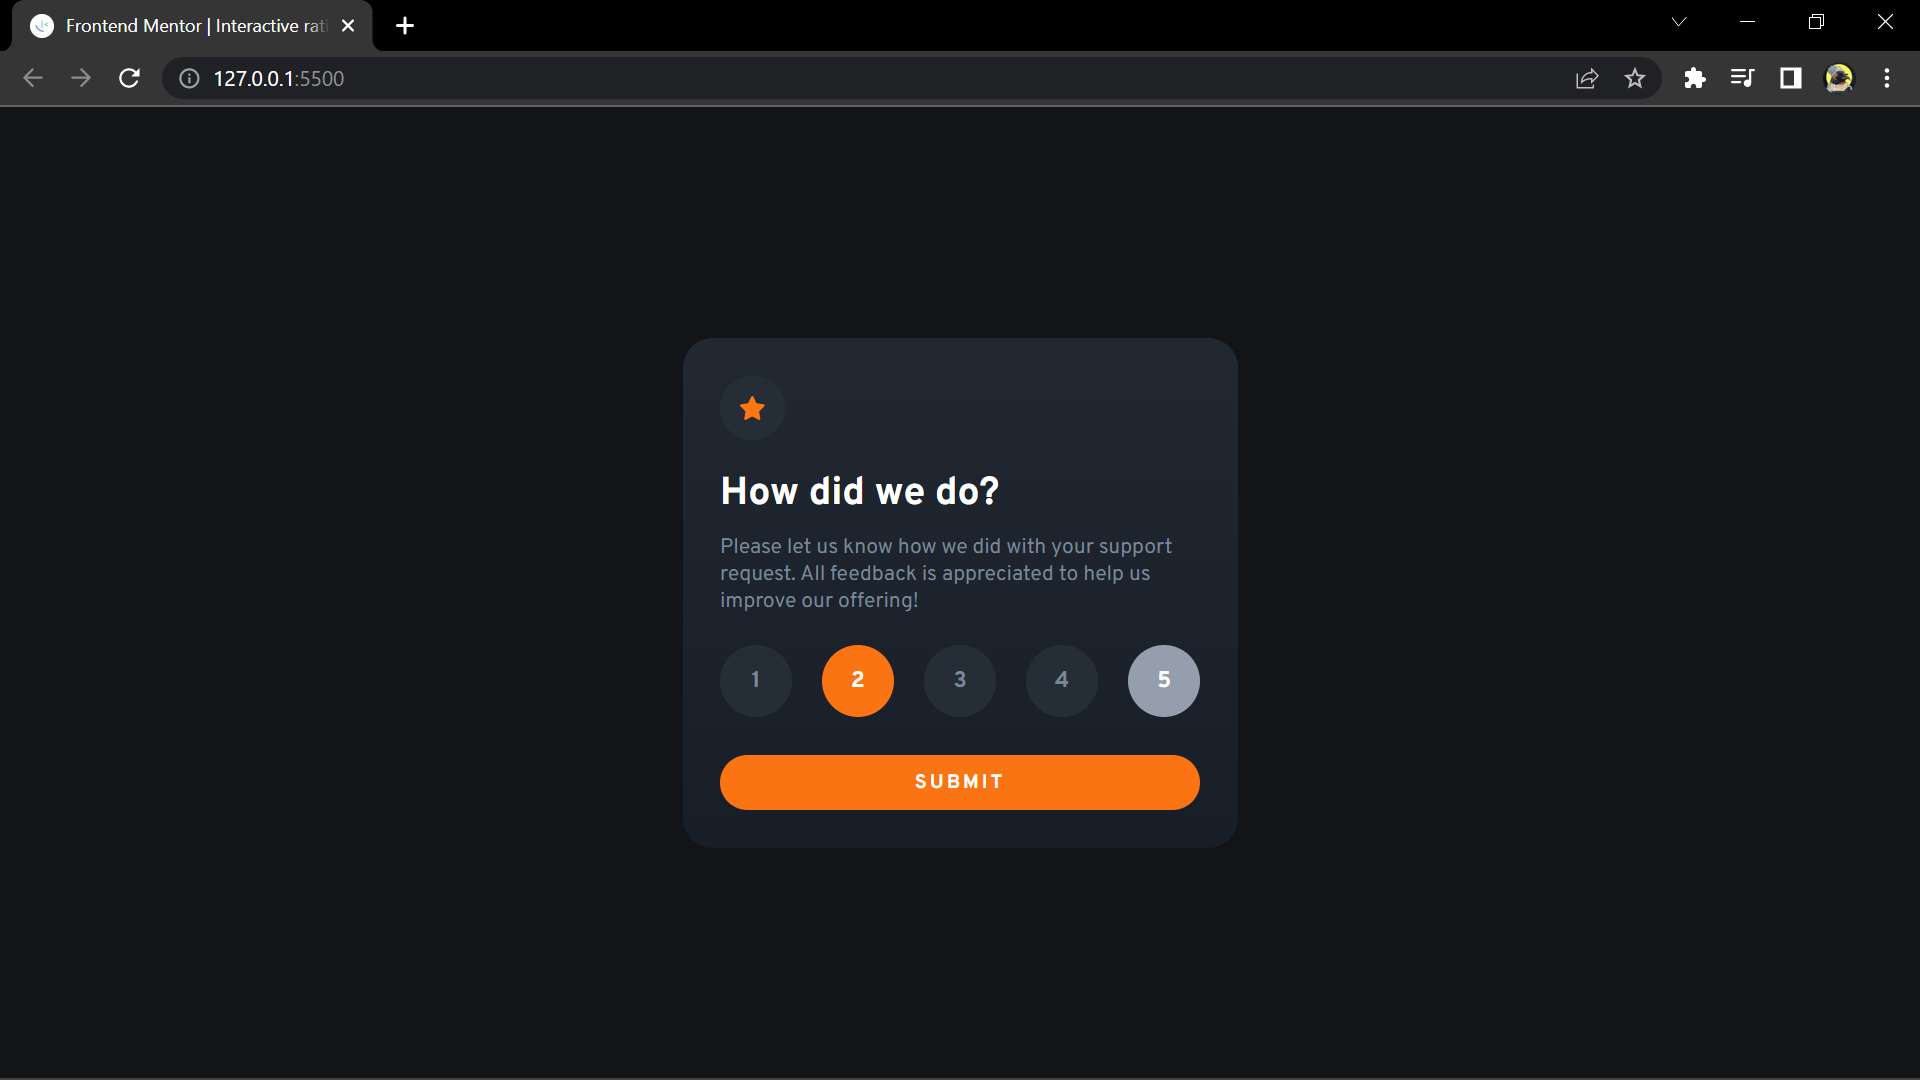 Frontend Mentor | Interactive rati
127.0.0.1:5500
How did we do?
Please let us know how we did with your support
request. All feedback is appreciated to help us
improve our offering!
1 2 3 4 5
SUBMIT